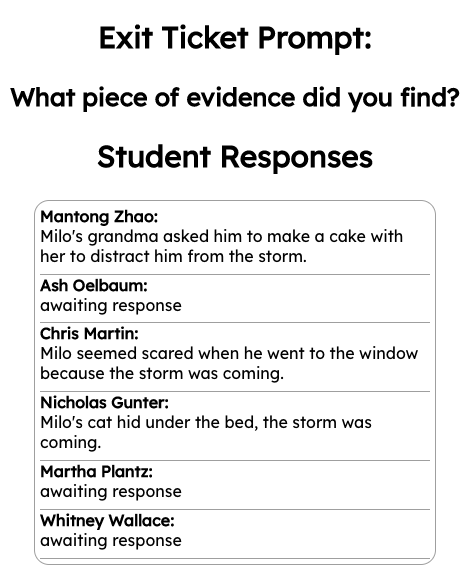 Exit Ticket Prompt:
What piece of evidence did you find?
Student Responses
Mantong Zhao:
Milo's grandma asked him to make a cake with
her to distract him from the storm.
Ash Oelbaum:
awaiting response
Chris Martin:
Milo seemed scared when he went to the window
because the storm was coming.
Nicholas Gunter:
Milo's cat hid under the bed, the storm was
coming.
Martha Plantz:
awaiting response
Whitney Wallace:
awaiting response